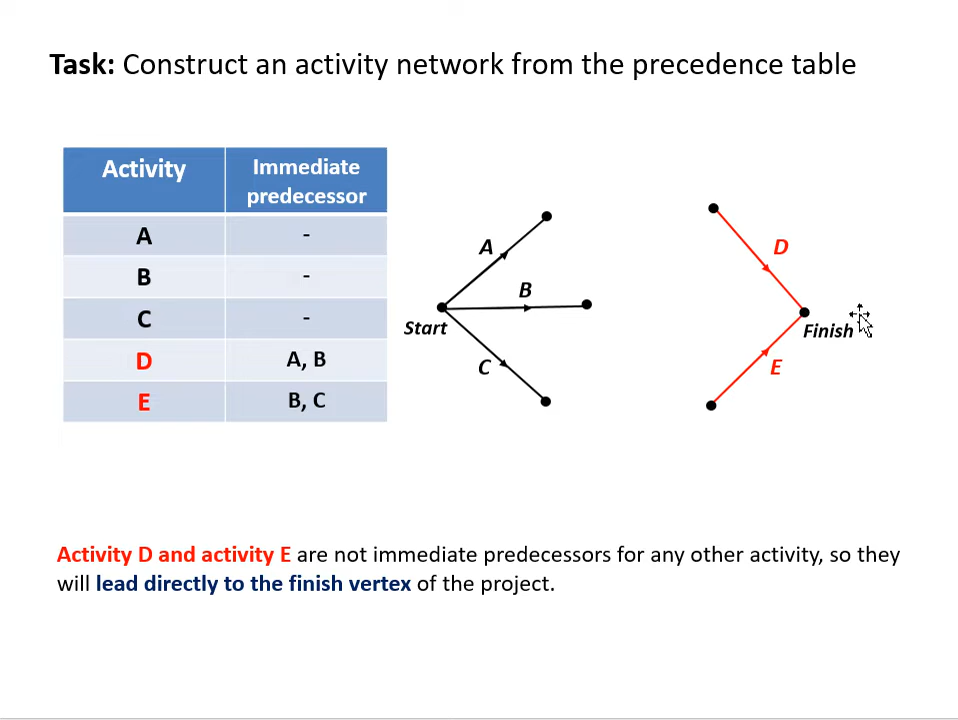 Task: Construct an activity network from the precedence table
Activity
Immediate
predecessor
A
-
B
-
C
-
D
A, B
E
B, C
A
B
C
Start
D
E
Finish
Activity D and activity E are not immediate predecessors for any other activity, so they
will lead directly to the finish vertex of the project.